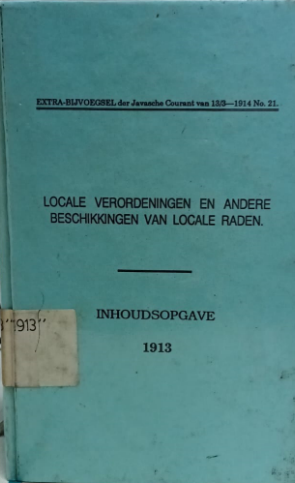 EXTRA-BIJVOEGSEL der Javasche Courant van 13/3—1914 No. 21.
LOCALE VERORDENINGEN EN ANDERE
BESCHIKKINGEN VAN LOCALE RADEN.
INHOUDSOPGAVE
1913
"1913"